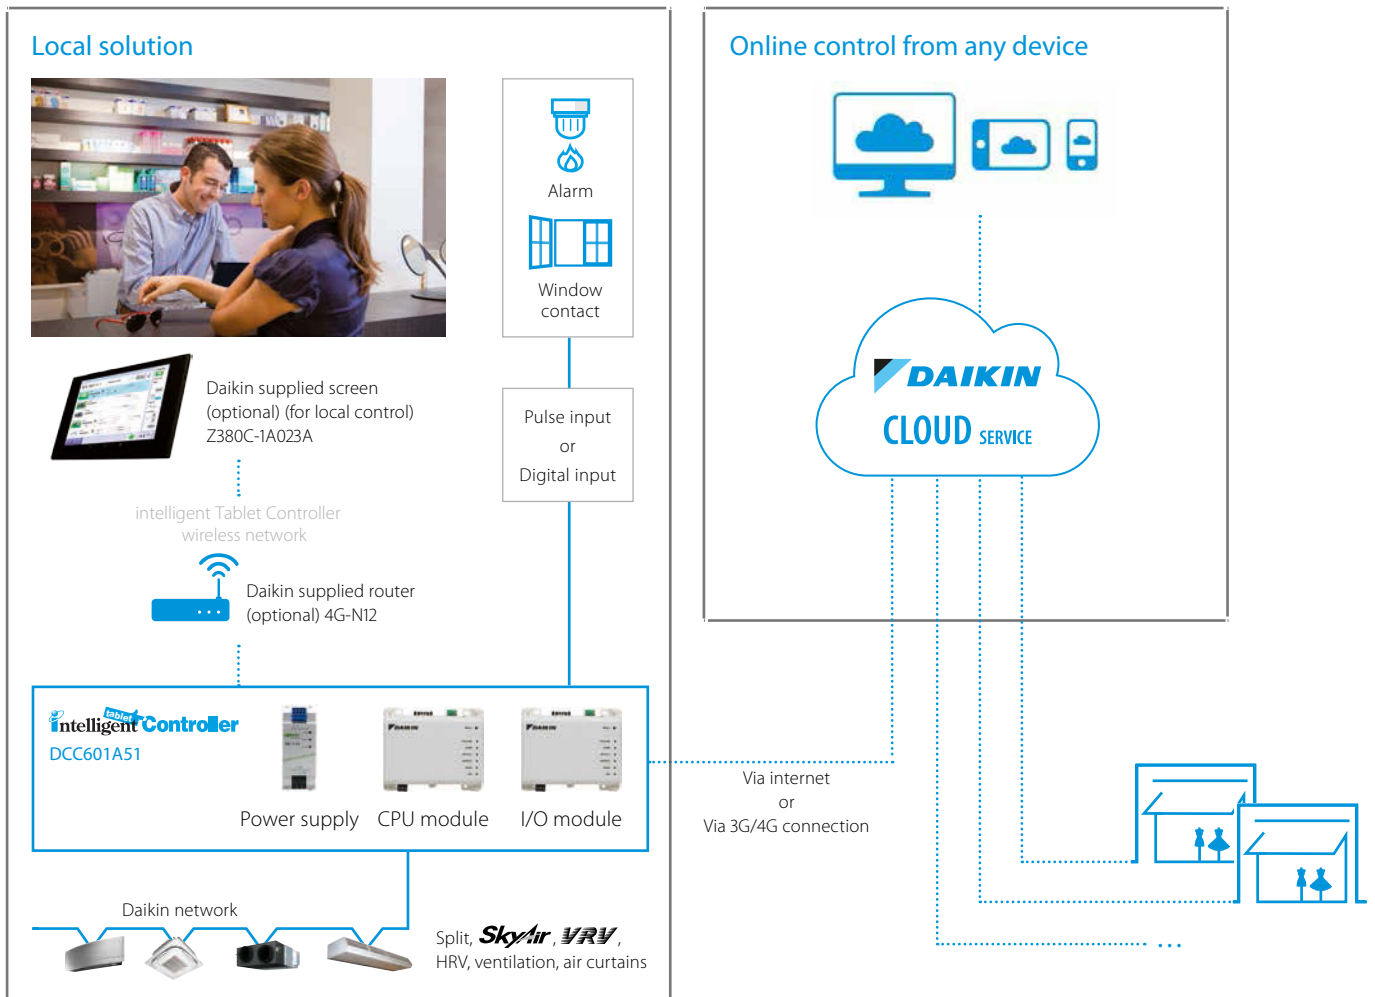 Local solution
Alarm
Window
contact
Daikin supplied screen
(optional) (for local control)
Z380C-1A023A
Pulse input
or
Digital input
intelligent Tablet Controller
wireless network
Daikin supplied router
(optional) 4G-N12
intelligent tablet Controller
DCC601A51
DAIKIN
DAIKIN
Power supply
CPU module
I/O module
Daikin network
Split, SkyAir, VRV,
HRV, ventilation, air curtains
Online control from any device
DAIKIN
CLOUD SERVICE
Via internet
or
Via 3G/4G connection
...